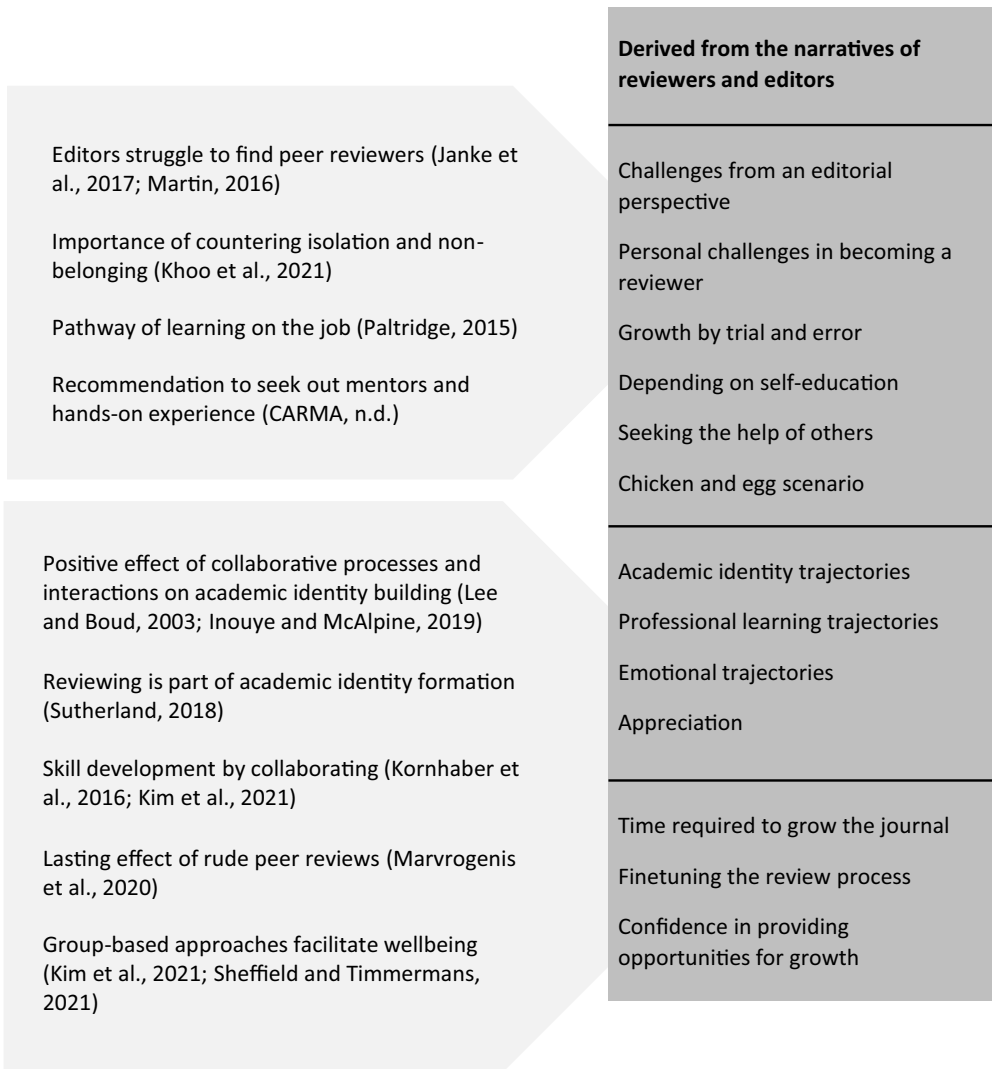 Derived from the narratives of
reviewers and editors
Editors struggle to find peer reviewers (Janke et
al., 2017; Martin, 2016)
Importance of countering isolation and non-
belonging (Khoo et al., 2021)
Pathway of learning on the job (Paltridge, 2015)
Recommendation to seek out mentors and
hands-on experience (CARMA, n.d.)
Challenges from an editorial
perspective
Personal challenges in becoming a
reviewer
Growth by trial and error
Depending on self-education
Seeking the help of others
Chicken and egg scenario
Positive effect of collaborative processes and
interactions on academic identity building (Lee
and Boud, 2003; Inouye and McAlpine, 2019)
Reviewing is part of academic identity formation
(Sutherland, 2018)
Skill development by collaborating (Kornhaber et
al., 2016; Kim et al., 2021)
Lasting effect of rude peer reviews (Marvrogenis
et al., 2020)
Group-based approaches facilitate wellbeing
(Kim et al., 2021; Sheffield and Timmermans,
2021)
Academic identity trajectories
Professional learning trajectories
Emotional trajectories
Appreciation
Time required to grow the journal
Finetuning the review process
Confidence in providing
opportunities for growth